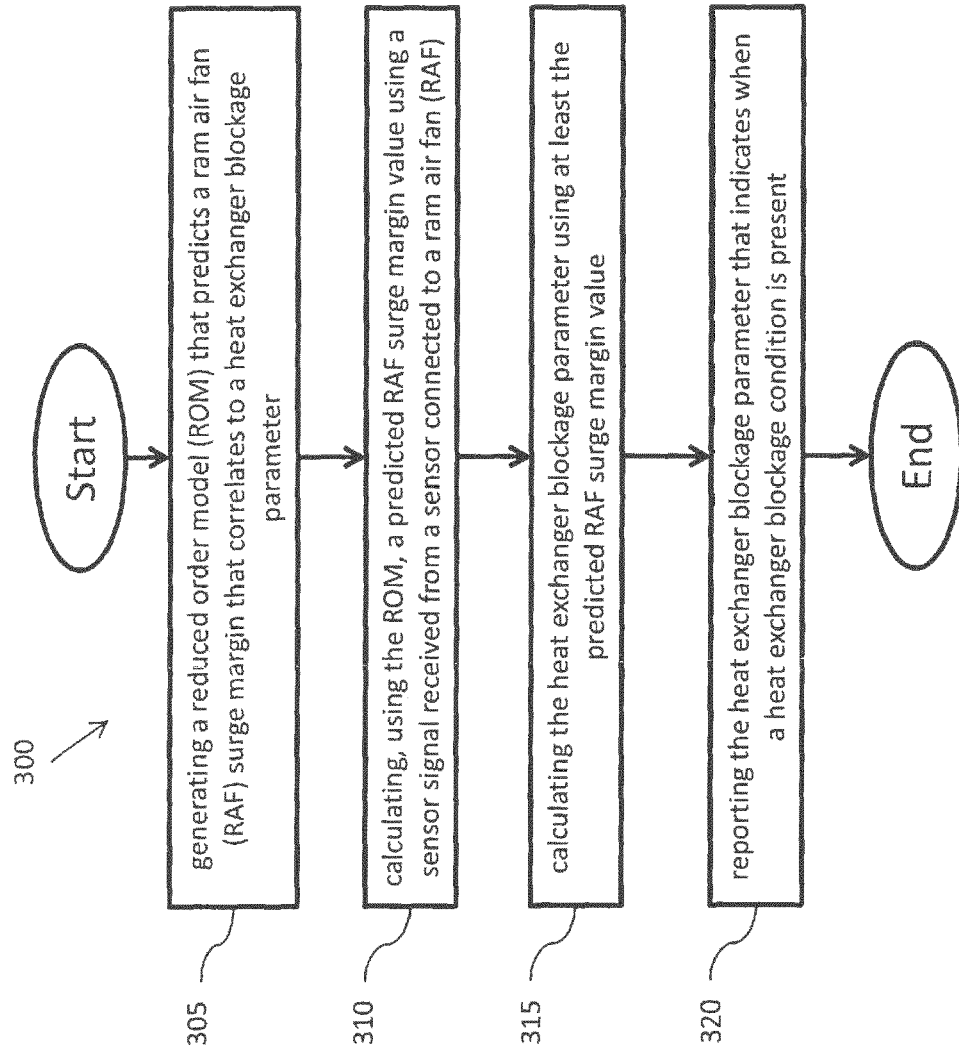 300
Start
305
generating a reduced order model (ROM) that predicts a ram air fan
(RAF) surge margin that correlates to a heat exchanger blockage
parameter
310
calculating, using the ROM, a predicted RAF surge margin value using a
sensor signal received from a sensor connected to a ram air fan (RAF)
315
calculating the heat exchanger blockage parameter using at least the
predicted RAF surge margin value
320
reporting the heat exchanger blockage parameter that indicates when
a heat exchanger blockage condition is present
End